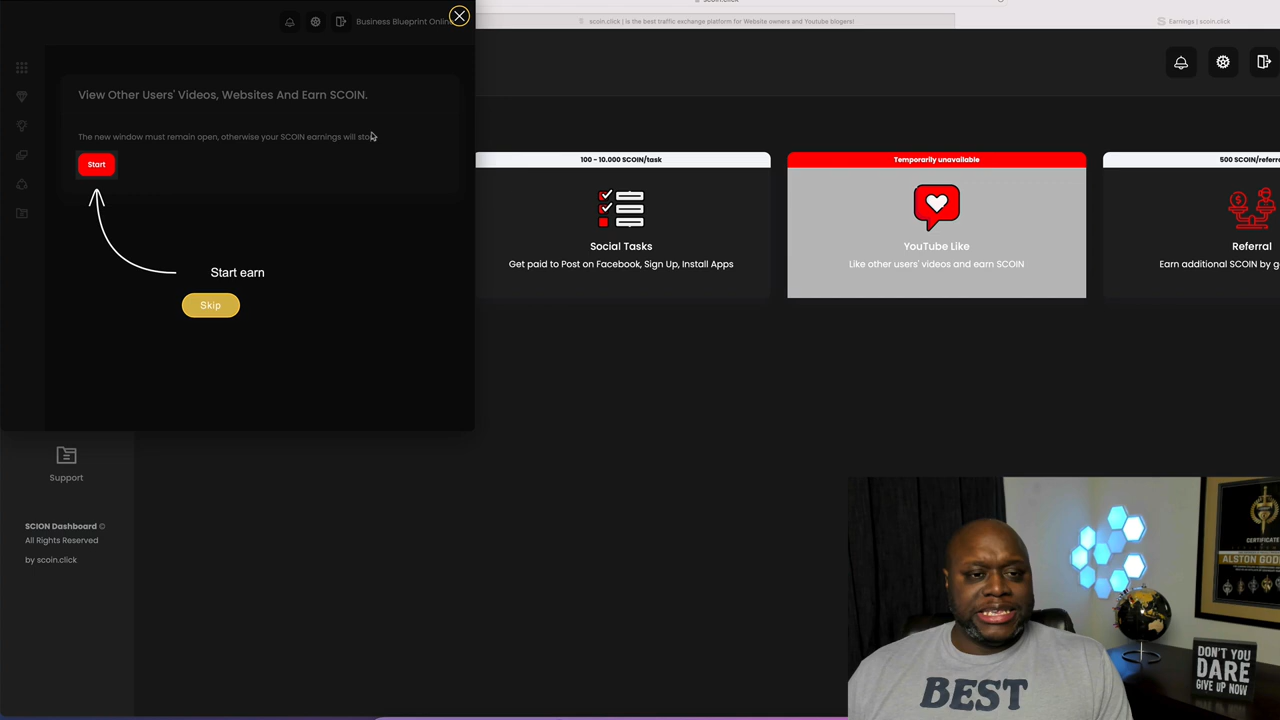 scoin.click
scoin.click | is the best traffic exchange platform for Website owners and Youtube blogers!
Earnings | scoin.click
Business Blueprint Onlin
View Other Users' Videos, Websites And Earn SCOIN.
The new window must remain open, otherwise your SCOIN earnings will stop
Start
Start earn
Skip
100 - 10.000 SCOIN/task
Social Tasks
Get paid to Post on Facebook, Sign Up, Install Apps
Temporarily unavailable
YouTube Like
Like other users' videos and earn SCOIN
500 SCOIN/referra
Referral
Earn additional SCOIN by g
Support
SCION Dashboard ©
All Rights Reserved
by scoin.click
CERTIFICATE
ALSTON GOD
BEST
DON'T YOU
DARE
GIVE UP NOW